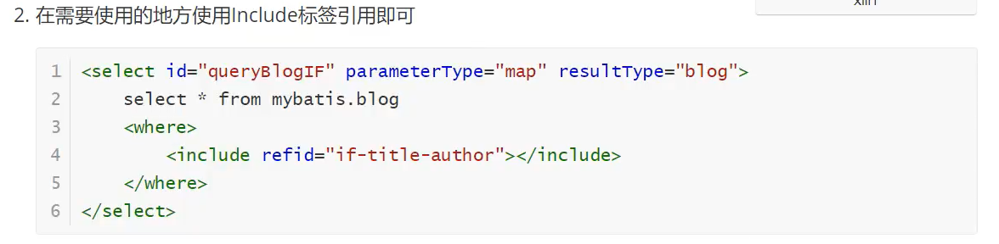 2. 在需要使用的地方使用Include标签引用即可
1 <select id="queryBlogIF" parameterType="map" resultType="blog">
2     select * from mybatis.blog
3     <where>
4         <include refid="if-title-author"></include>
5     </where>
6 </select>